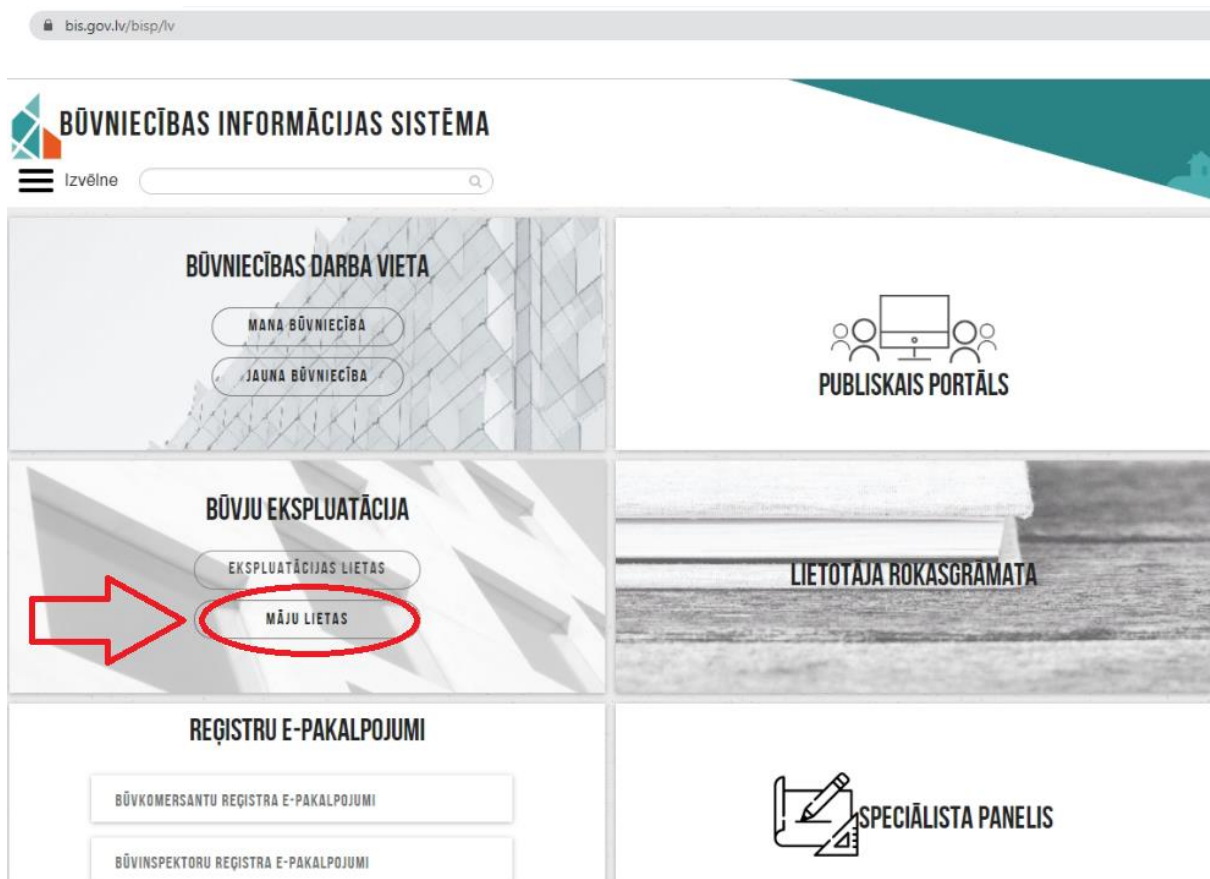 bis.gov.lv/bisp/lv
BŪVNIECĪBAS INFORMĀCIJAS SISTĒMA
Izvēlne
BŪVNIECĪBAS DARBA VIETA
MANA BŪVNIECĪBA
JAUNA BŪVNIECĪBA
PUBLISKAIS PORTĀLS
BŪVJU EKSPLUATĀCIJA
EKSPLUATĀCIJAS LIETAS
MĀJU LIETAS
LIETOTĀJA ROKASGRĀMATA
REĢISTRU E-PAKALPOJUMI
BŪVKOMERSANTU REĢISTRA E-PAKALPOJUMI
BŪVINSPEKTORU REĢISTRA E-PAKALPOJUMI
SPECIĀLISTA PANELIS